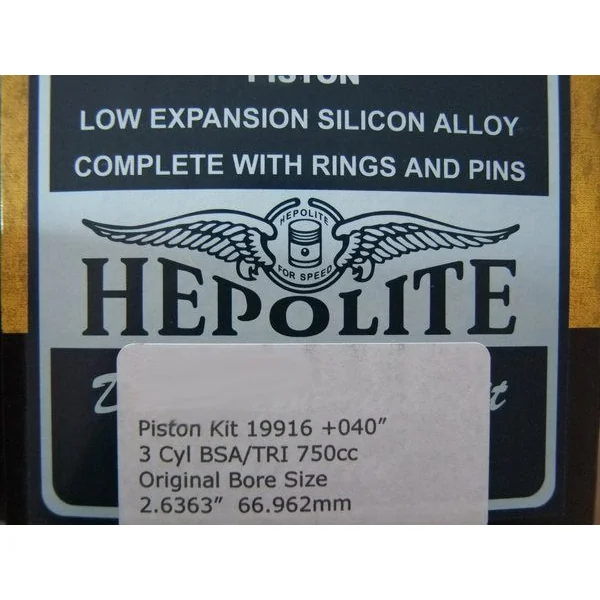 PISTON
LOW EXPANSION SILICON ALLOY
COMPLETE WITH RINGS AND PINS
HEPOLITE
FOR SPEED
HEPOLITE
Piston Kit 19916 +040"
3 Cyl BSA/TRI 750cc
Original Bore Size
2.6363" 66.962mm